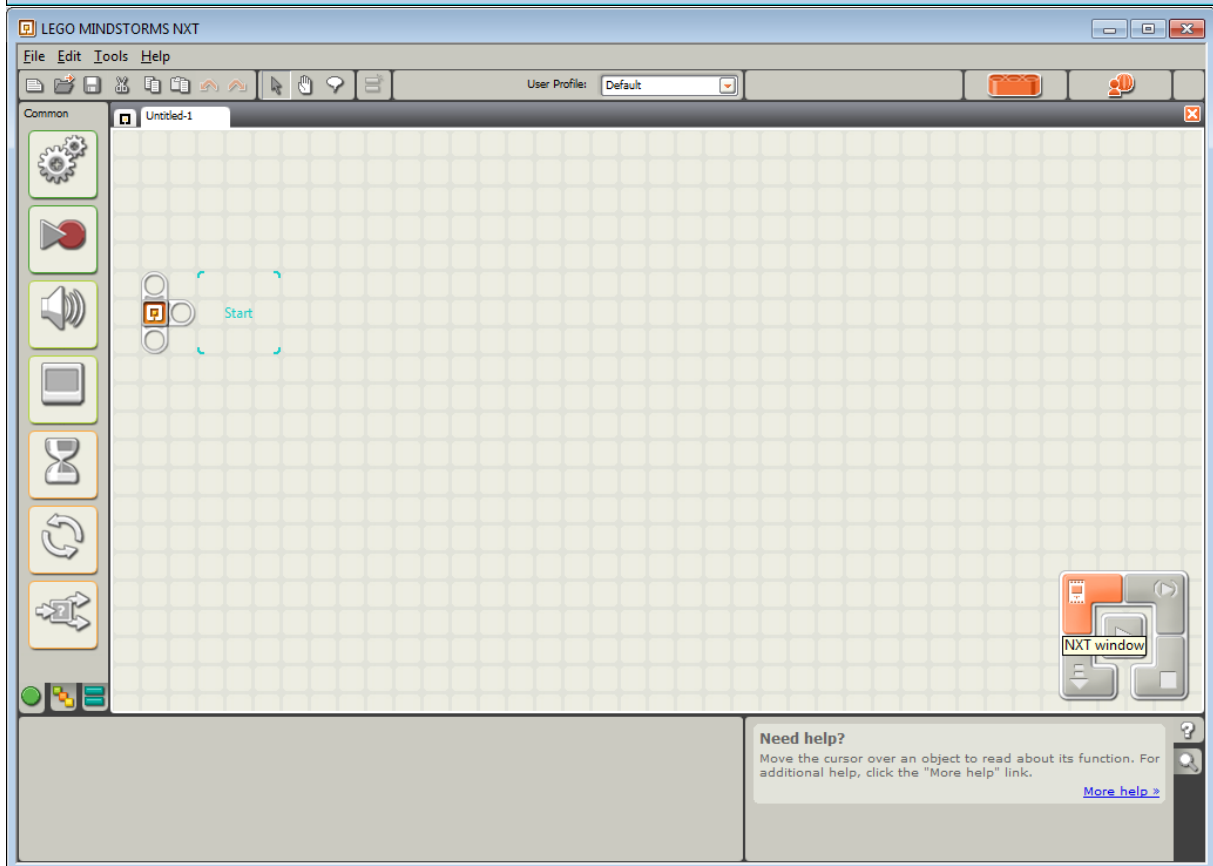 LEGO MINDSTORMS NXT
File Edit Tools Help
User Profile: Default
Common
Untitled-1
Start
NXT window
Need help?
Move the cursor over an object to read about its function. For
additional help, click the "More help" link.
More help »